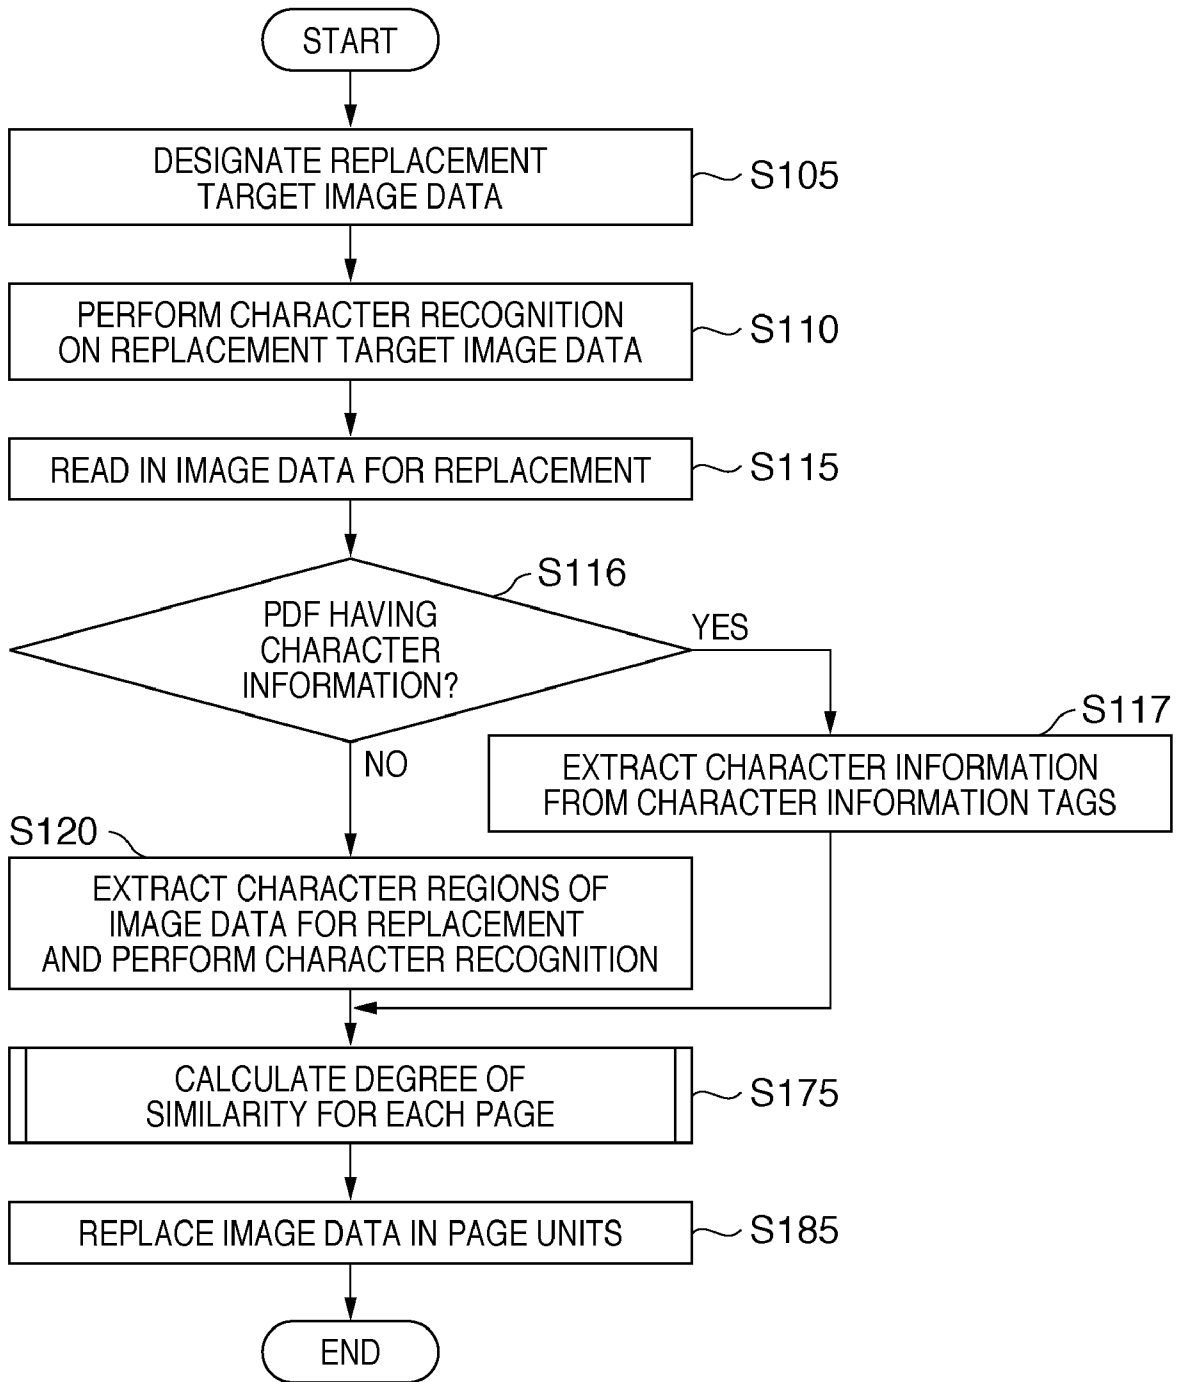 START
DESIGNATE REPLACEMENT
TARGET IMAGE DATA
S105
PERFORM CHARACTER RECOGNITION
ON REPLACEMENT TARGET IMAGE DATA
S110
READ IN IMAGE DATA FOR REPLACEMENT
S115
S116
PDF HAVING
CHARACTER
INFORMATION?
YES
NO
S117
EXTRACT CHARACTER INFORMATION
FROM CHARACTER INFORMATION TAGS
S120
EXTRACT CHARACTER REGIONS OF
IMAGE DATA FOR REPLACEMENT
AND PERFORM CHARACTER RECOGNITION
CALCULATE DEGREE OF
SIMILARITY FOR EACH PAGE
S175
REPLACE IMAGE DATA IN PAGE UNITS
S185
END